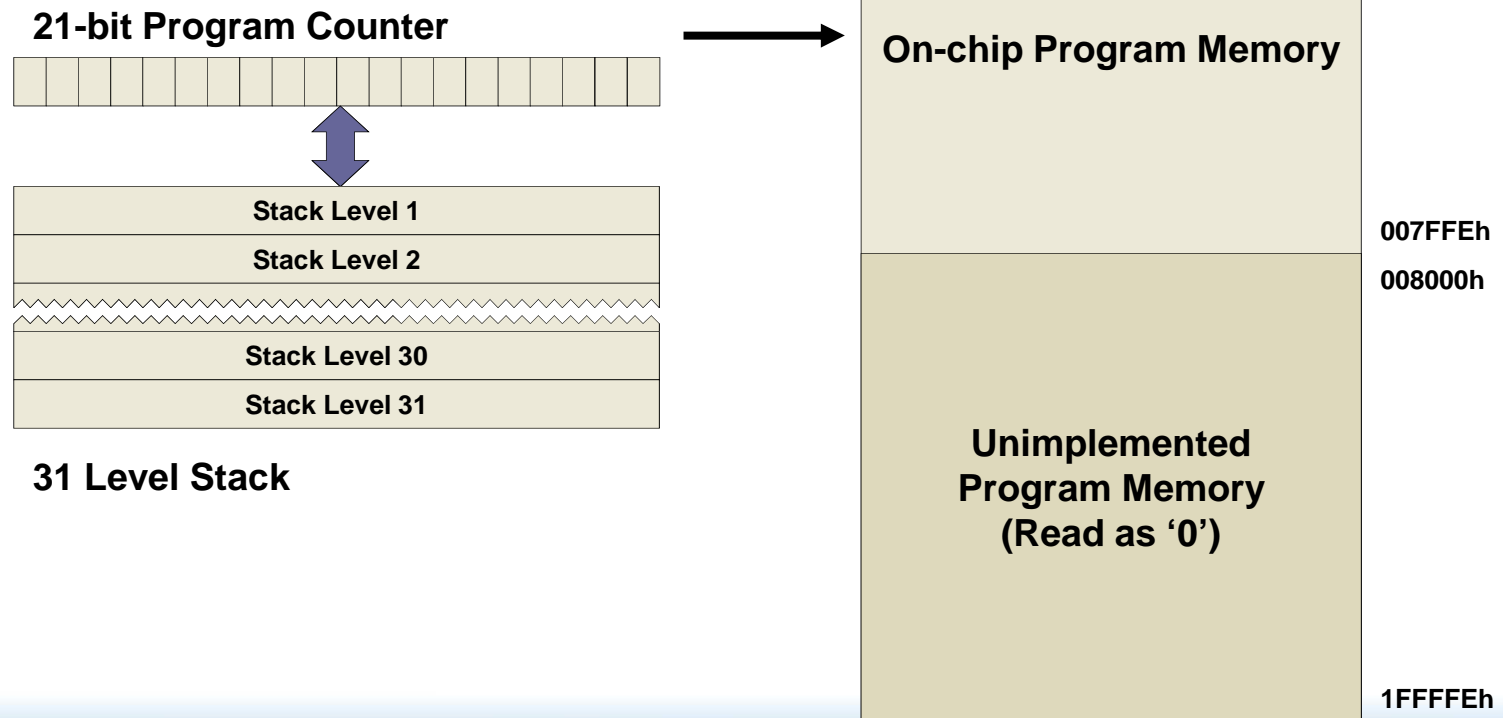 21-bit Program Counter
Stack Level 1
Stack Level 2
Stack Level 30
Stack Level 31
31 Level Stack
On-chip Program Memory
007FFEh
008000h
Unimplemented
Program Memory
(Read as ‘0’)
1FFFFEh